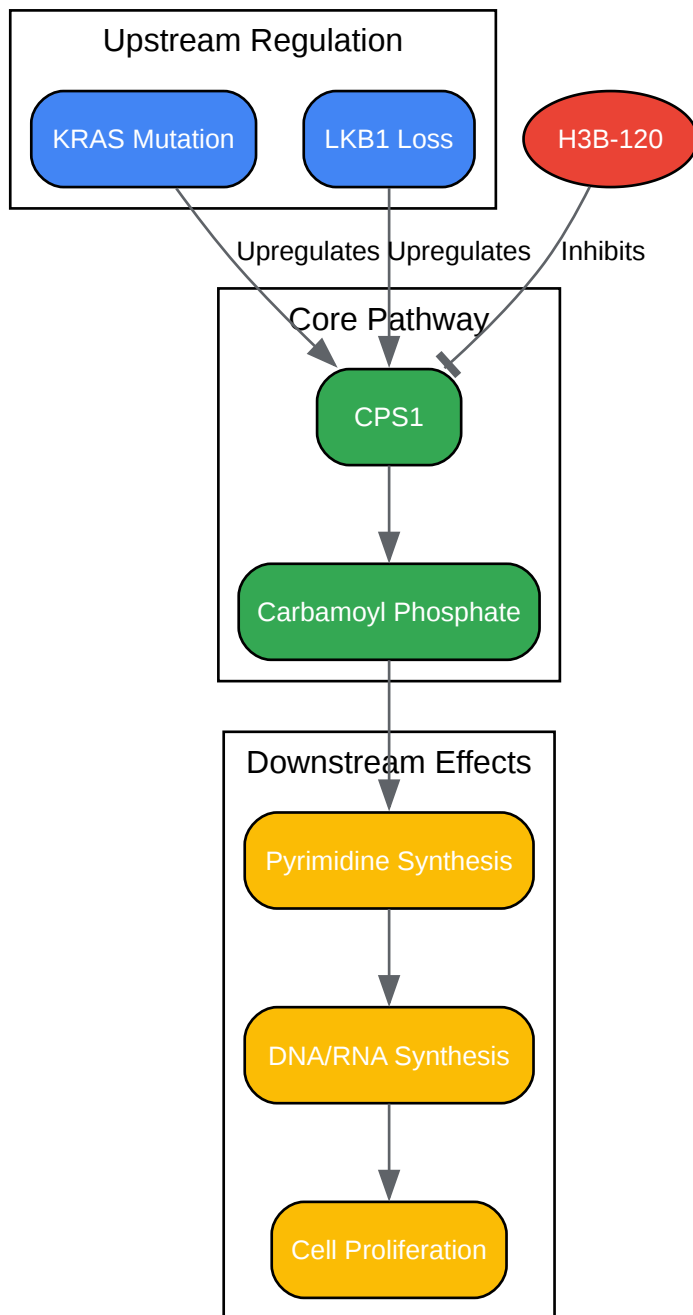 Upstream Regulation
KRAS Mutation
LKB1 Loss
H3B-120
Upregulates
Upregulates
Inhibits
Core Pathway
CPS1
Carbamoyl Phosphate
Downstream Effects
Pyrimidine Synthesis
DNA/RNA Synthesis
Cell Proliferation